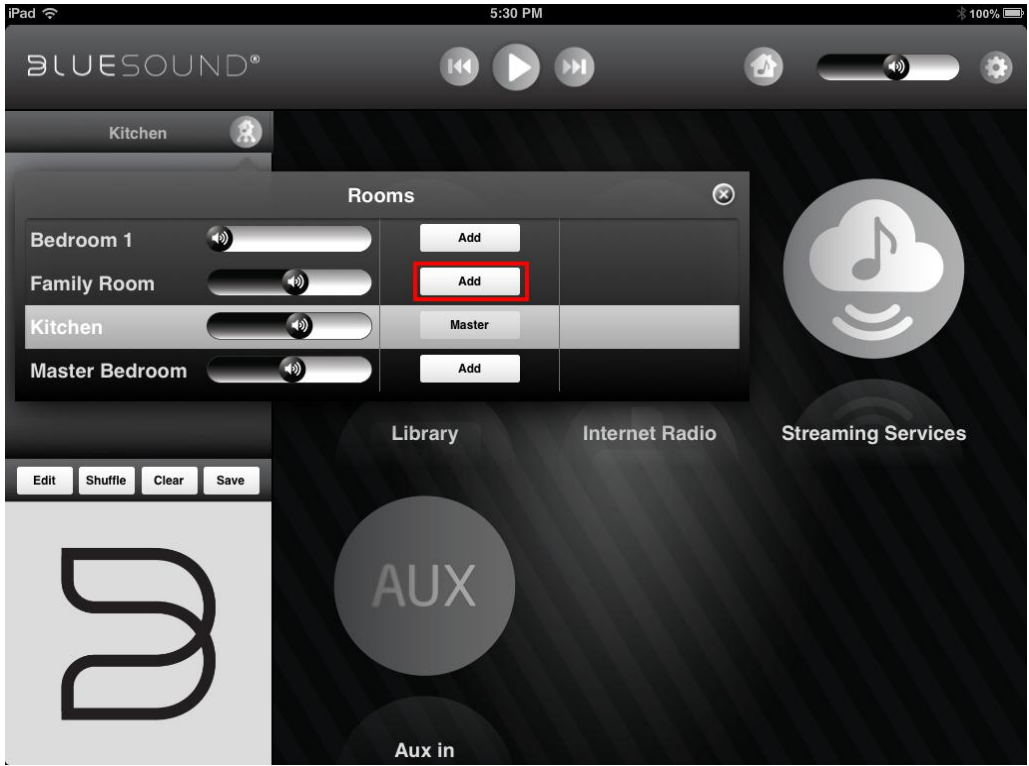 iPad 5:30 PM 100%
BLUESOUND®
Kitchen
Rooms
Bedroom 1 Add
Family Room Add
Kitchen Master
Master Bedroom Add
Library Internet Radio Streaming Services
Edit Shuffle Clear Save
AUX
Aux in